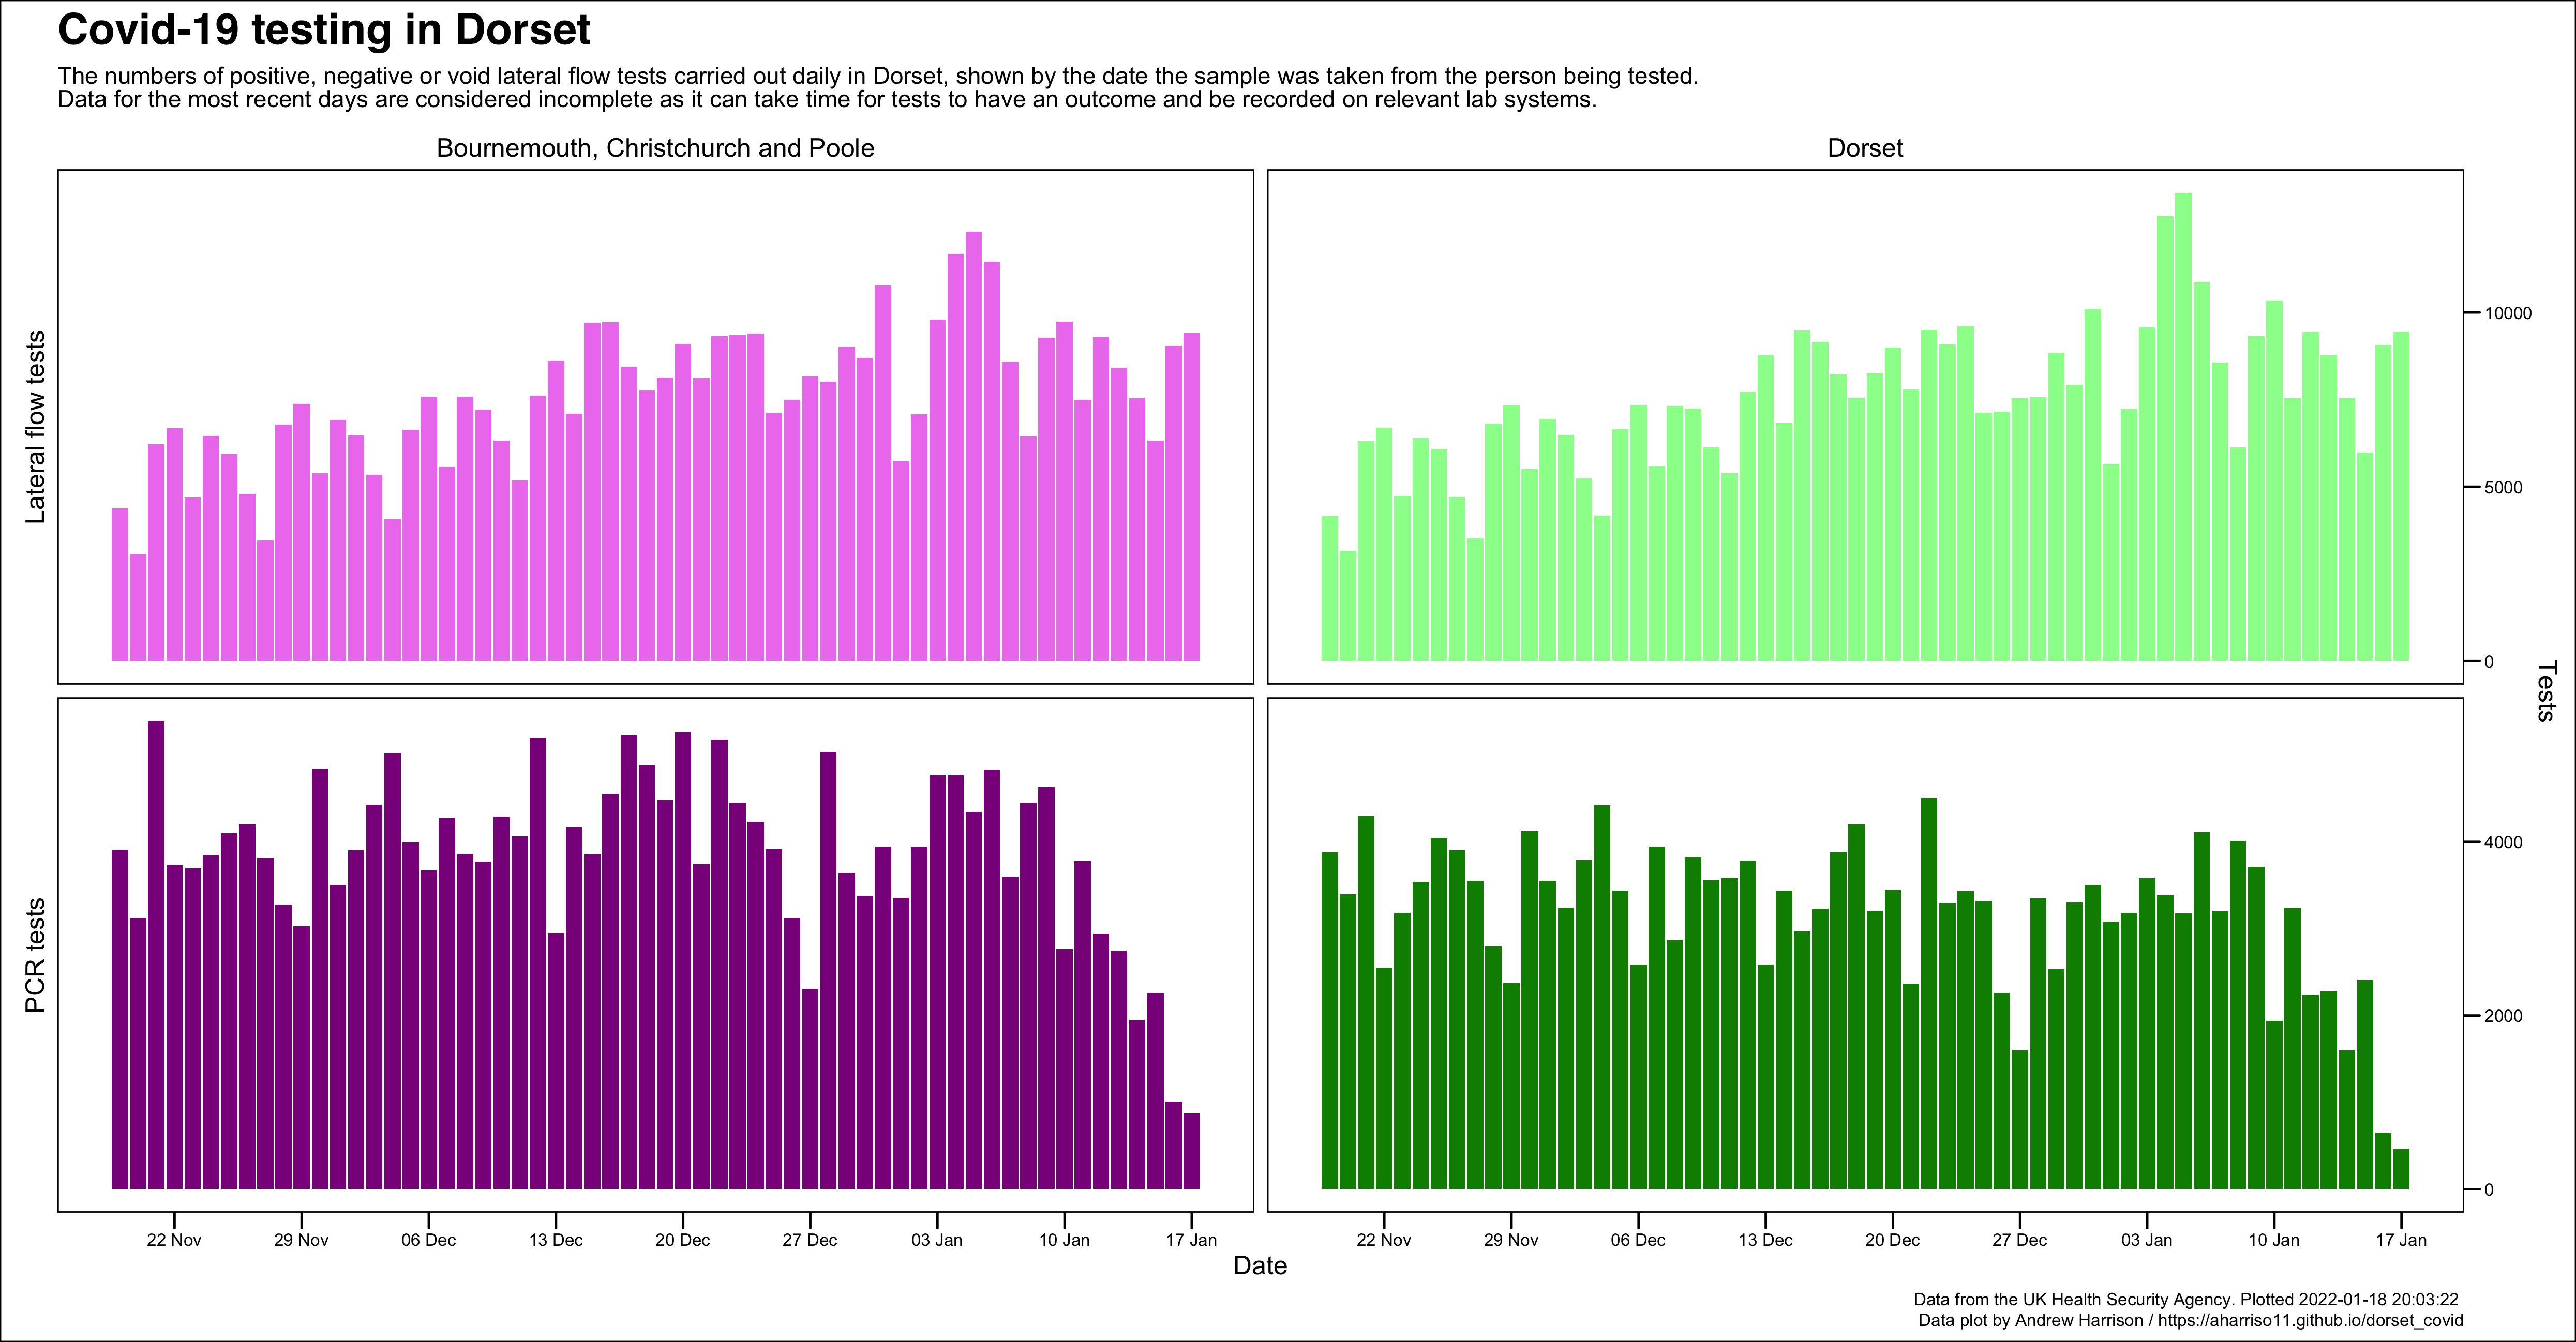 Covid-19 testing in Dorset
The numbers of positive, negative or void lateral flow tests carried out daily in Dorset, shown by the date the sample was taken from the person being tested.
Data for the most recent days are considered incomplete as it can take time for tests to have an outcome and be recorded on relevant lab systems.
Bournemouth, Christchurch and Poole
Dorset
Lateral flow tests
10000
5000
0
Tests
PCR tests
4000
2000
0
22 Nov 29 Nov 06 Dec 13 Dec 20 Dec 27 Dec 03 Jan 10 Jan 17 Jan
22 Nov 29 Nov 06 Dec 13 Dec 20 Dec 27 Dec 03 Jan 10 Jan 17 Jan
Date
Data from the UK Health Security Agency. Plotted 2022-01-18 20:03:22
Data plot by Andrew Harrison / https://aharriso11.github.io/dorset_covid